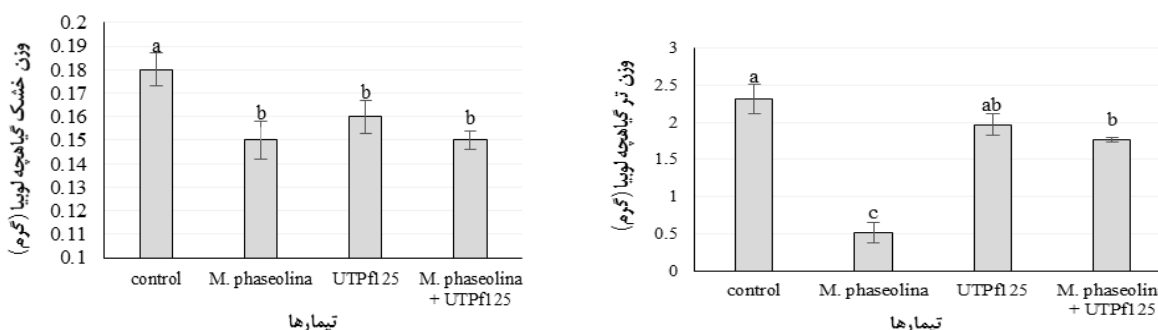 وزن خشک گیاهچه لوبیا (گرم)
0.2
0.19
0.18
0.17
0.16
0.15
0.14
0.13
0.12
0.11
0.1
a
b
b
b
control
M. phaseolina
UTPf125
M. phaseolina
+ UTPf125
تیمارها
وزن تر گیاهچه لوبیا (گرم)
3
2.5
2
1.5
1
0.5
0
a
c
ab
b
control
M. phaseolina
UTPf125
M. phaseolin
+ UTPf125
تیمارها